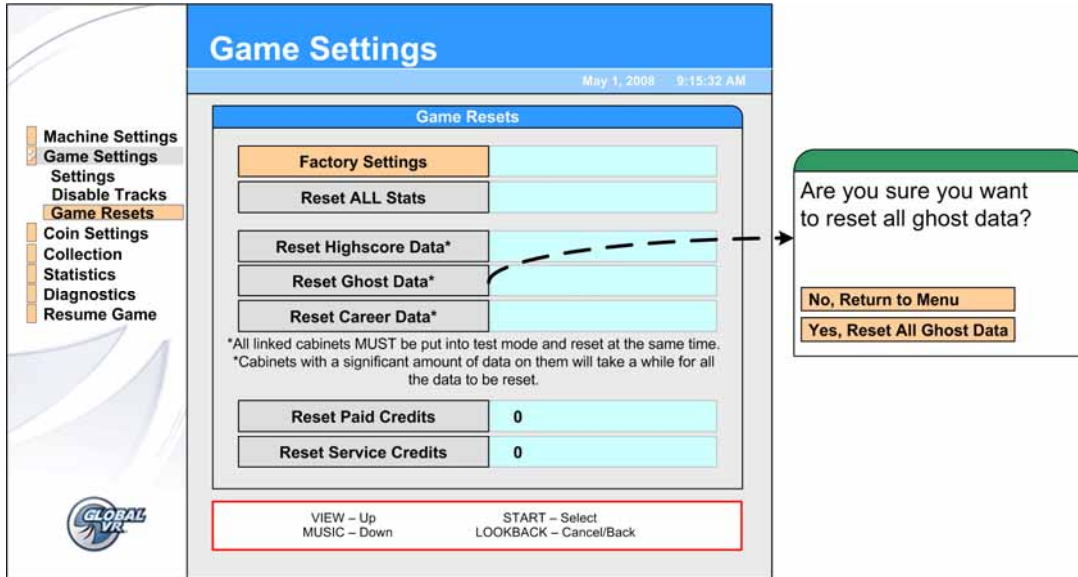 Game Settings
May 1, 2008 9:15:32 AM
Machine Settings
Game Settings
Settings
Disable Tracks
Game Resets
Coin Settings
Collection
Statistics
Diagnostics
Resume Game
GLOBAL
VR
Game Resets
Factory Settings
Reset ALL Stats
Reset Highscore Data*
Reset Ghost Data*
Reset Career Data*
*All linked cabinets MUST be put into test mode and reset at the same time.
*Cabinets with a significant amount of data on them will take a while for all
the data to be reset.
Reset Paid Credits 0
Reset Service Credits 0
VIEW – Up START – Select
MUSIC – Down LOOKBACK – Cancel/Back
Are you sure you want
to reset all ghost data?
No, Return to Menu
Yes, Reset All Ghost Data